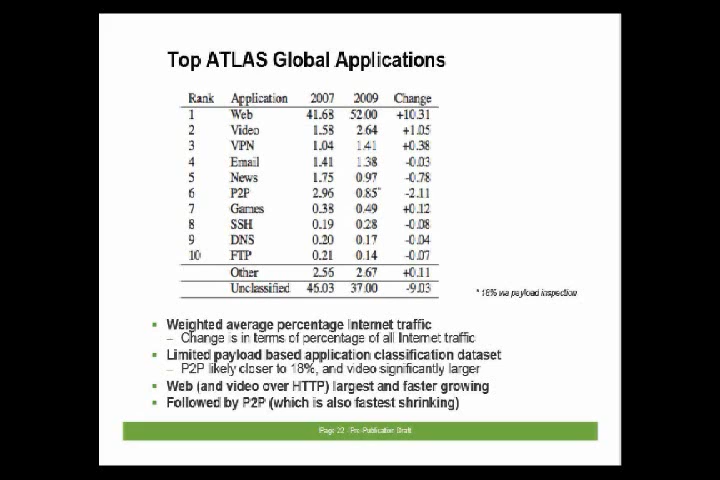 Top ATLAS Global Applications
Rank Application 2007 2009 Change
1 Web 41.68 52.00 +10.31
2 Video 1.58 2.64 +1.05
3 VPN 1.04 1.41 +0.38
4 Email 1.41 1.38 -0.03
5 News 1.75 0.97 -0.78
6 P2P 2.96 0.85* -2.11
7 Games 0.38 0.49 +0.12
8 SSH 0.19 0.28 -0.08
9 DNS 0.20 0.17 -0.04
10 FTP 0.21 0.14 -0.07
Other 2.56 2.67 +0.11
Unclassified 46.03 37.00 -9.03
* 18% via payload inspection
▪ Weighted average percentage Internet traffic
– Change is in terms of percentage of all Internet traffic
▪ Limited payload based application classification dataset
– P2P likely closer to 18%, and video significantly larger
▪ Web (and video over HTTP) largest and faster growing
▪ Followed by P2P (which is also fastest shrinking)
Page 22 - Pre-Publication Draft